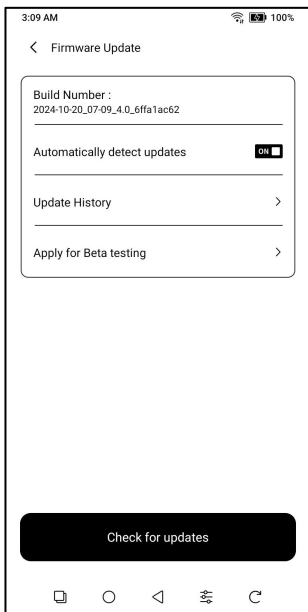 3:09 AM 100%
Firmware Update
Build Number :
2024-10-20_07-09_4.0_6ffa1ac62
Automatically detect updates ON
Update History
Apply for Beta testing
Check for updates